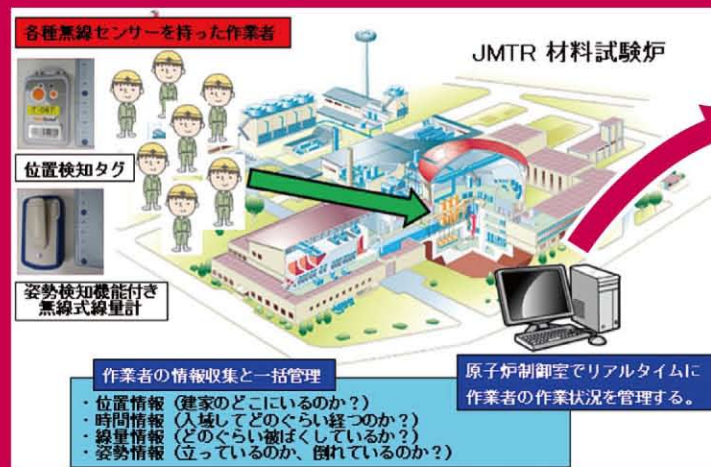 各種無線センサーを持った作業者
JMTR 材料試験炉
位置検知タグ
姿勢検知機能付き
無線式線量計
作業者の情報収集と一括管理
・位置情報（建家のどこにいるのか？）
・時間情報（入域してどのぐらい経つのか？）
・線量情報（どのぐらい被ばくしているか？）
・姿勢情報（立っているのか、倒れているのか？）
原子炉制御室でリアルタイムに
作業者の作業状況を管理する。